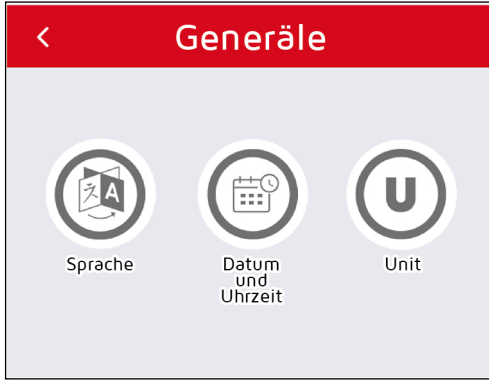 Generäle
Sprache
Datum
und
Uhrzeit
Unit
A
U